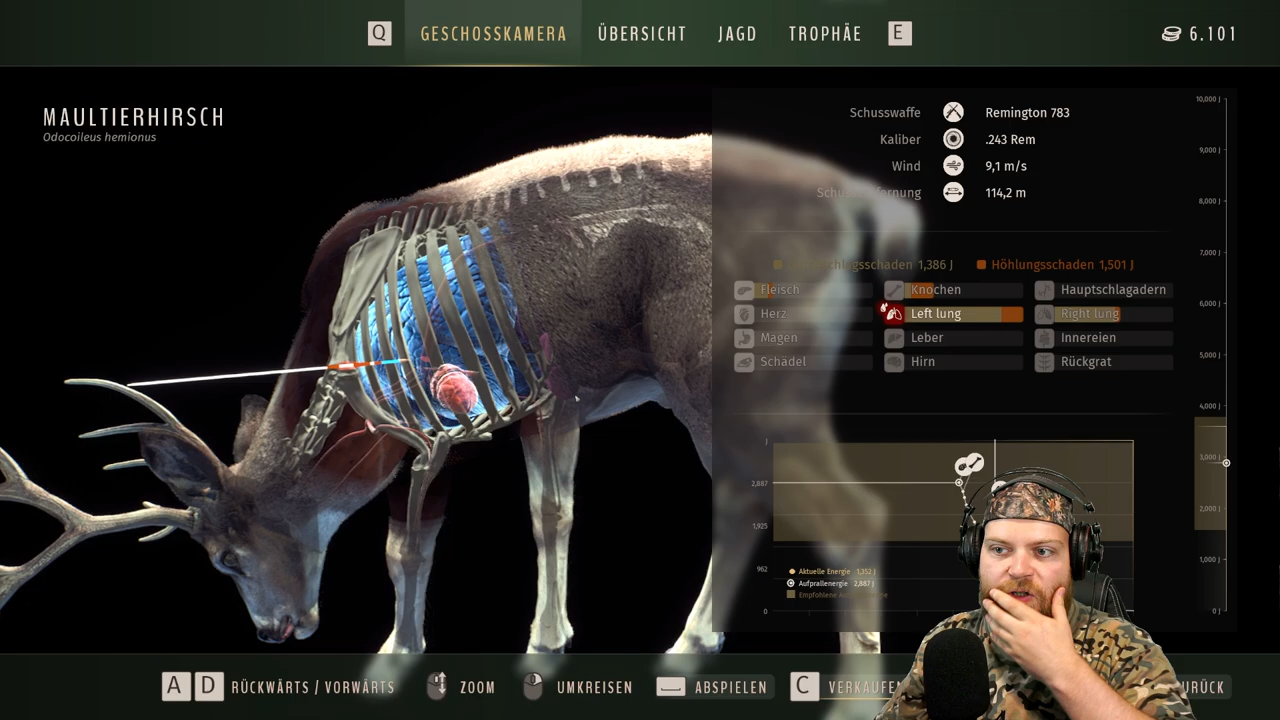 Q GESCHOSSKAMERA ÜBERSICHT JAGD TROPHÄE E 6.101
MAULTIERHIRSCH
Odocoileus hemionus
Schusswaffe Remington 783
Kaliber .243 Rem
Wind 9,1 m/s
114,2 m
1,386 J Höhlungsschaden 1,501 J
Fleisch Knochen Hauptschlagadern
Herz Left lung Right lung
Magen Leber Innereien
Schädel Hirn Rückgrat
10,000 J
9,000 J
8,000 J
7,000 J
6,000 J
5,000 J
4,000 J
3,000 J
2,000 J
1,000 J
0 J
J
2,887
1,925
962
0
Aktuelle Energie 1,352 J
Aufprallenergie 2,887 J
A D RÜCKWÄRTS / VORWÄRTS ZOOM UMKREISEN ABSPIELEN C VERKAUFEN